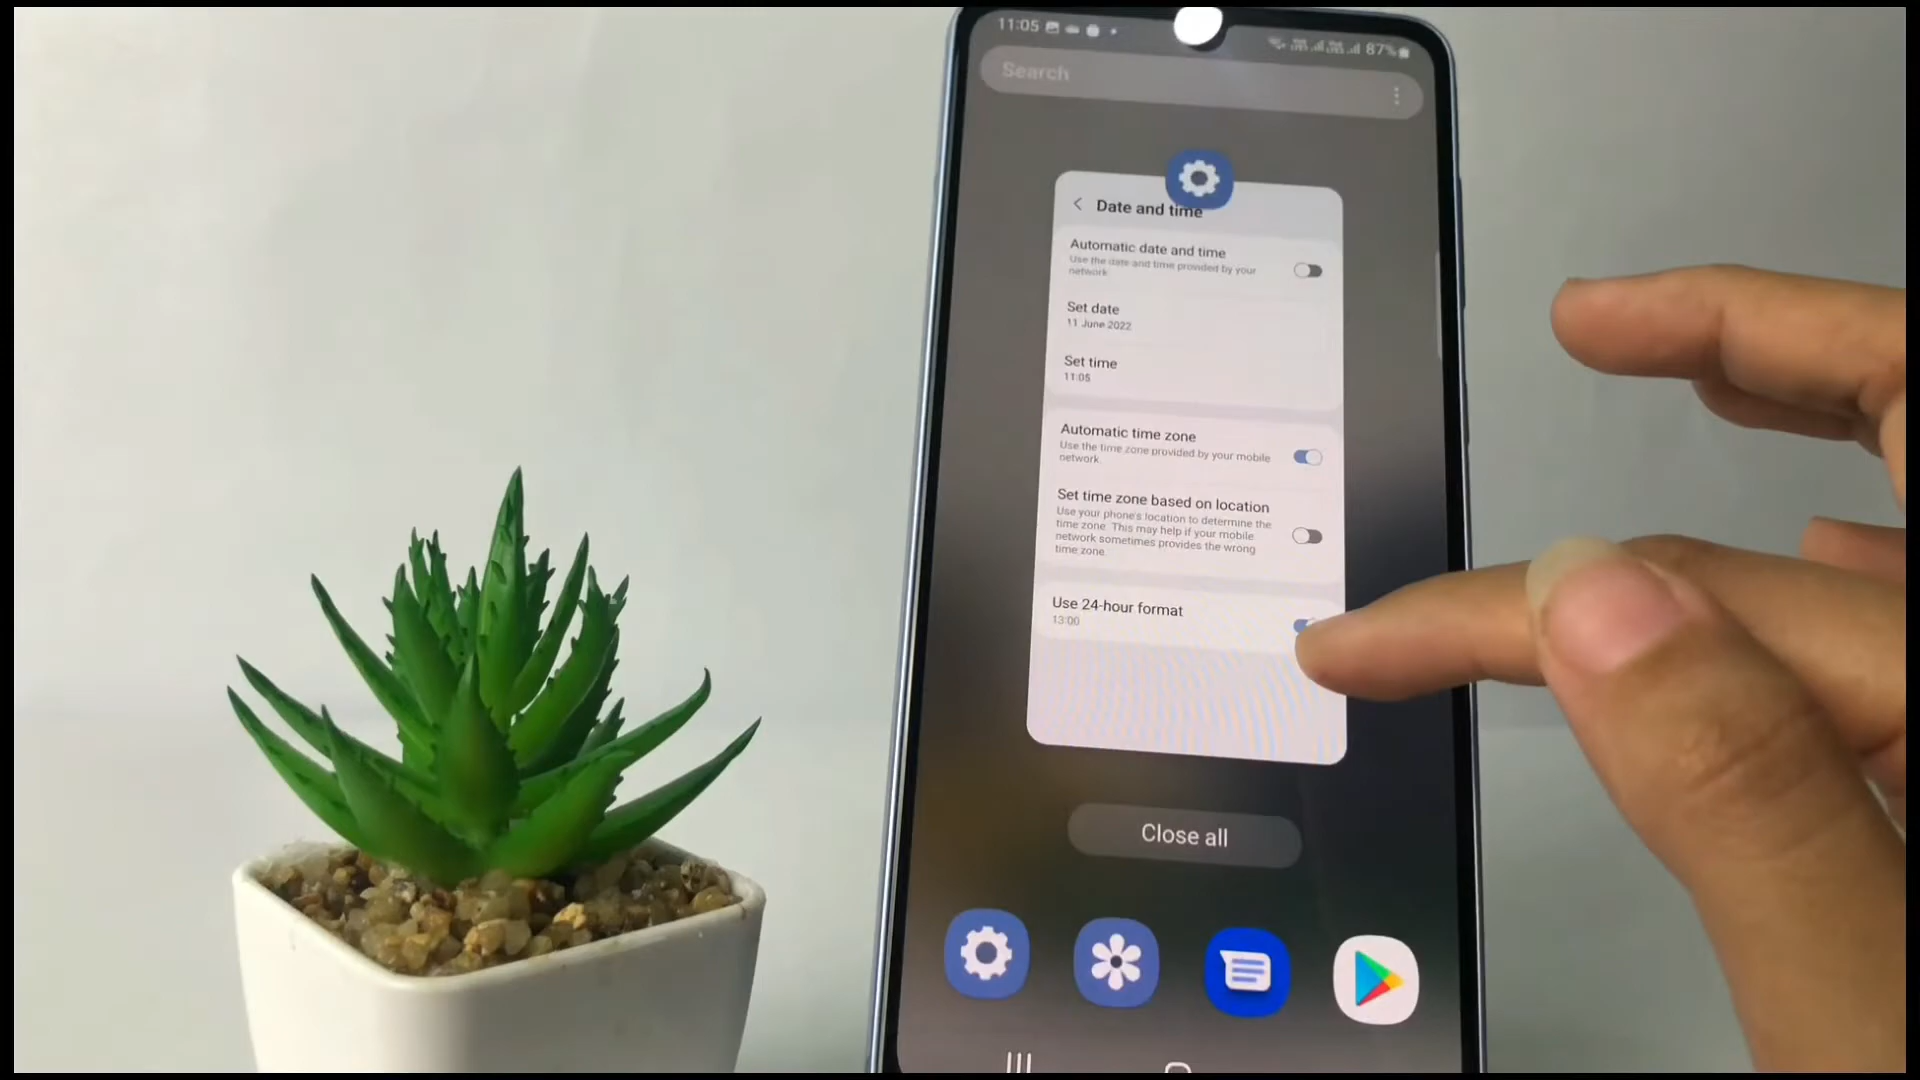 11:05
87%
Search
Date and time
Automatic date and time
Use the date and time provided by your
network.
Set date
11 June 2022
Set time
11:05
Automatic time zone
Use the time zone provided by your mobile
network.
Set time zone based on location
Use your phone's location to determine the
time zone. This may help if your mobile
network sometimes provides the wrong
time zone.
Use 24-hour format
13:00
Close all